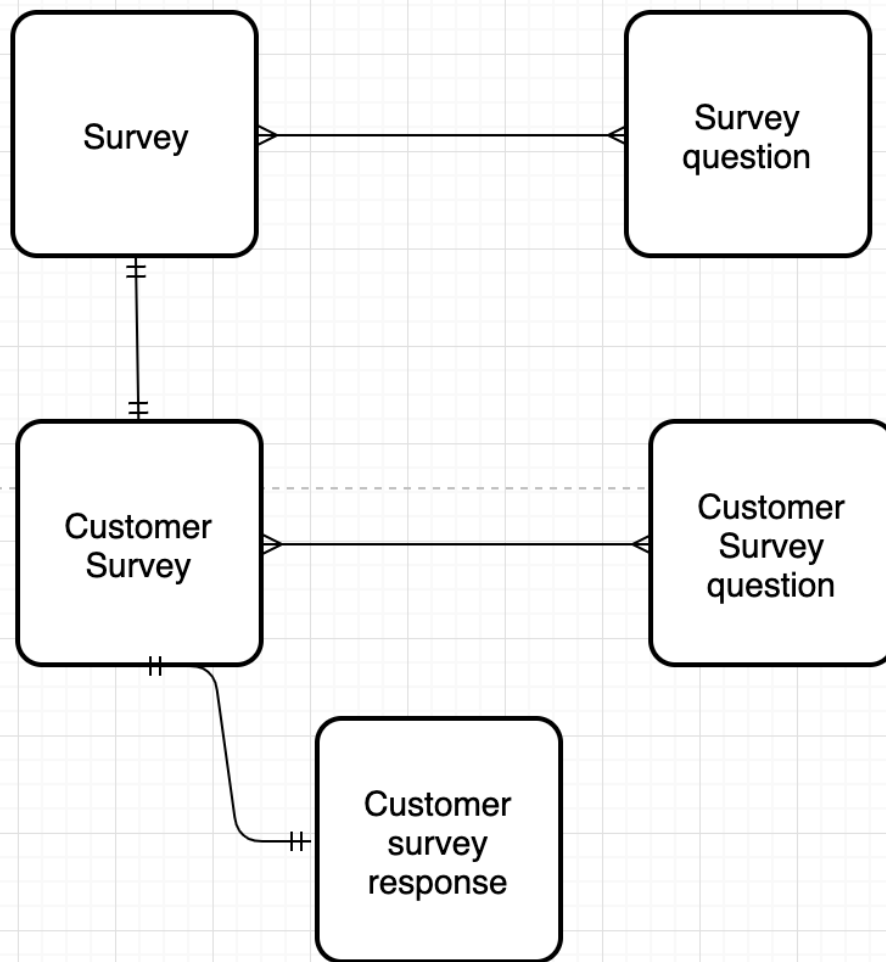 Survey
Survey
question
Customer
Survey
Customer
Survey
question
Customer
survey
response